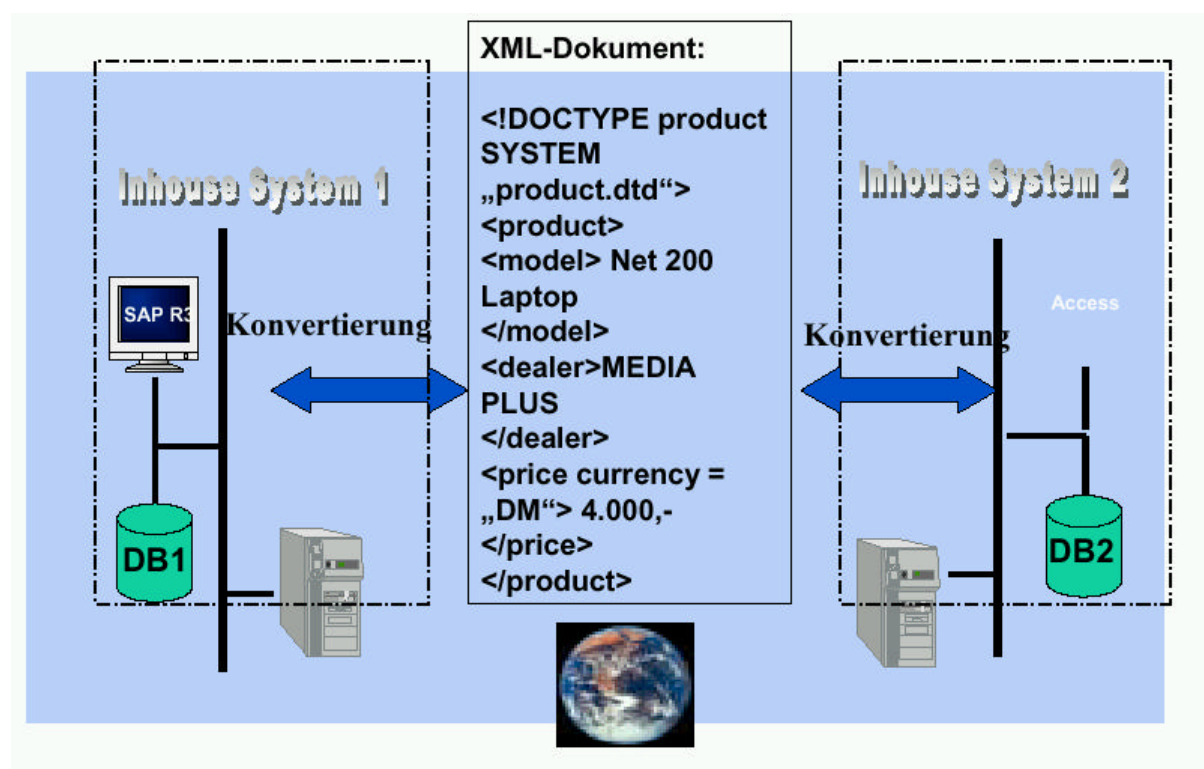 XML-Dokument:
<!DOCTYPE product
SYSTEM
„product.dtd“>
<product>
<model> Net 200
Laptop
</model>
<dealer>MEDIA
PLUS
</dealer>
<price currency =
„DM“> 4.000,-
</price>
</product>
Inhouse System 1
SAP R3
Konvertierung
DB1
Inhouse System 2
Access
Konvertierung
DB2